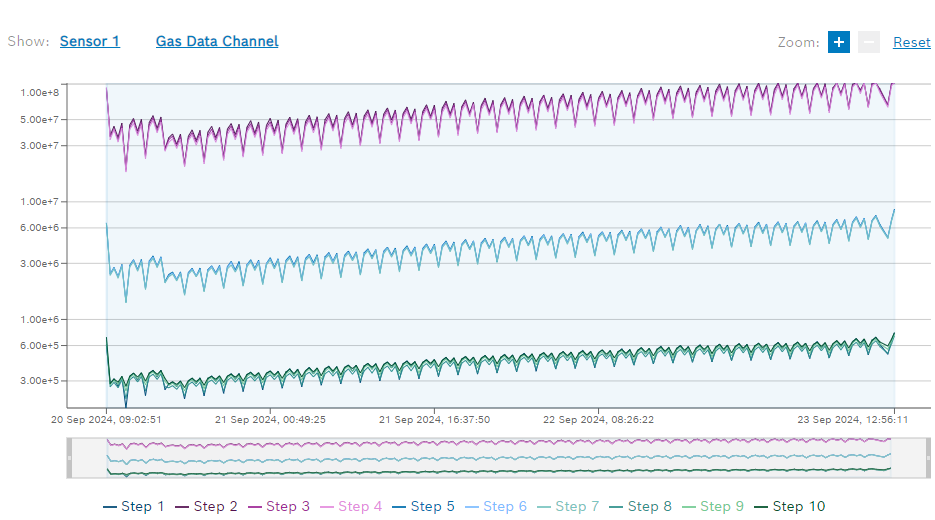 Show: Sensor 1 Gas Data Channel Zoom: + − Reset
1.00e+8
5.00e+7
3.00e+7
1.00e+7
6.00e+6
3.00e+6
1.00e+6
6.00e+5
3.00e+5
20 Sep 2024, 09:02:51 21 Sep 2024, 00:49:25 21 Sep 2024, 16:37:50 22 Sep 2024, 08:26:22 23 Sep 2024, 12:56:11
Step 1 Step 2 Step 3 Step 4 Step 5 Step 6 Step 7 Step 8 Step 9 Step 10